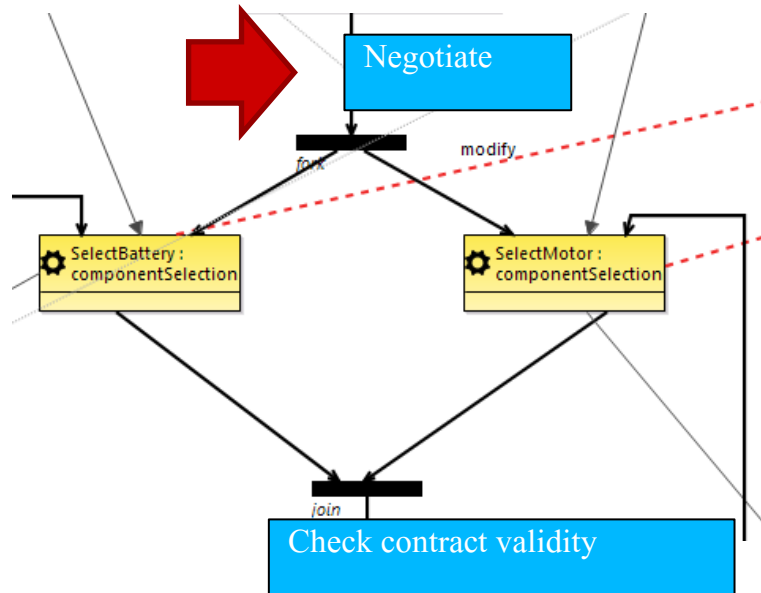 Negotiate
fork
modify
SelectBattery :
componentSelection
SelectMotor :
componentSelection
join
Check contract validity